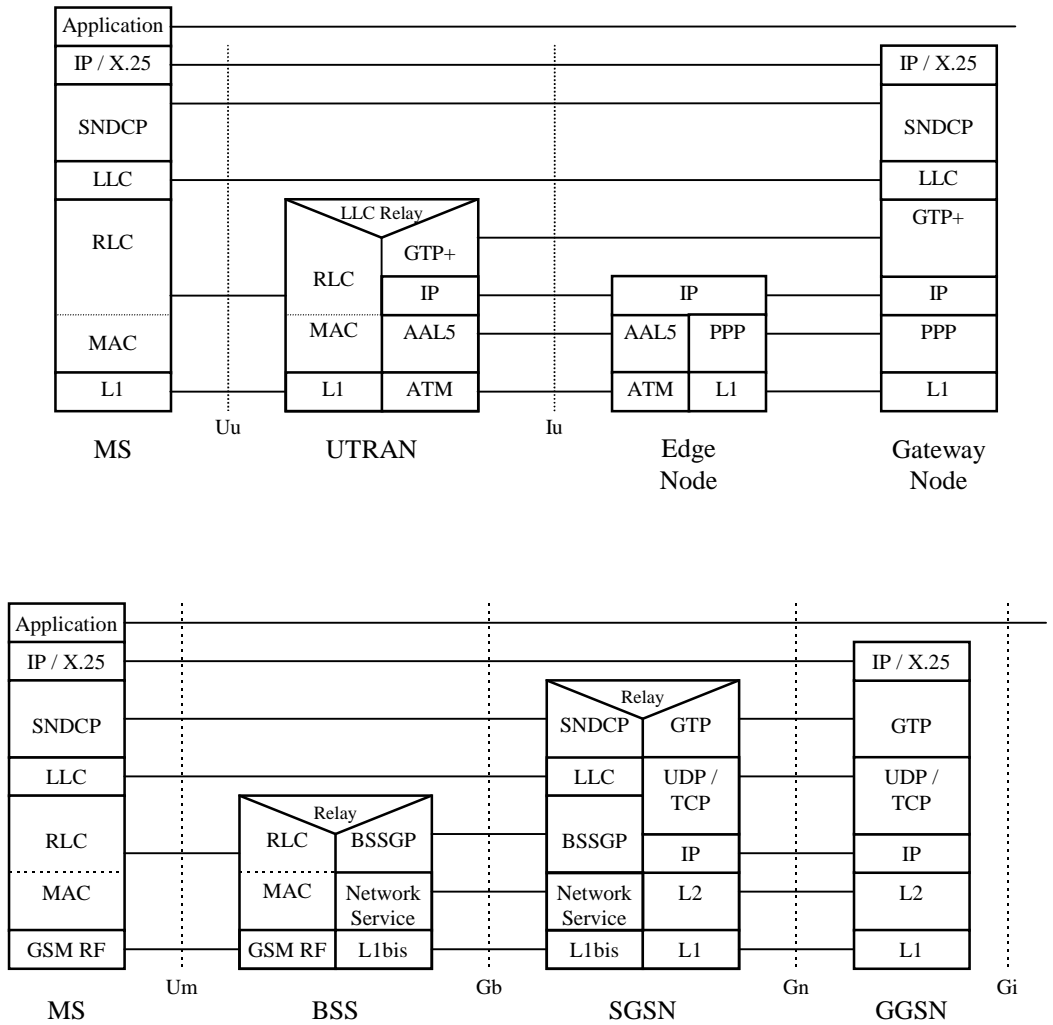 Application
IP / X.25
IP / X.25
SNDCP
SNDCP
LLC
LLC
LLC Relay
GTP+
RLC
GTP+
RLC
IP
IP
IP
MAC
MAC
AAL5
AAL5
PPP
PPP
L1
L1
ATM
ATM
L1
L1
Uu
Iu
MS
UTRAN
Edge
Node
Gateway
Node
Application
IP / X.25
IP / X.25
Relay
SNDCP
SNDCP
GTP
GTP
LLC
LLC
UDP /
TCP
UDP /
TCP
Relay
RLC
RLC
BSSGP
BSSGP
IP
IP
MAC
MAC
Network
Service
Network
Service
L2
L2
GSM RF
GSM RF
L1bis
L1bis
L1
L1
Um
Gb
Gn
Gi
MS
BSS
SGSN
GGSN